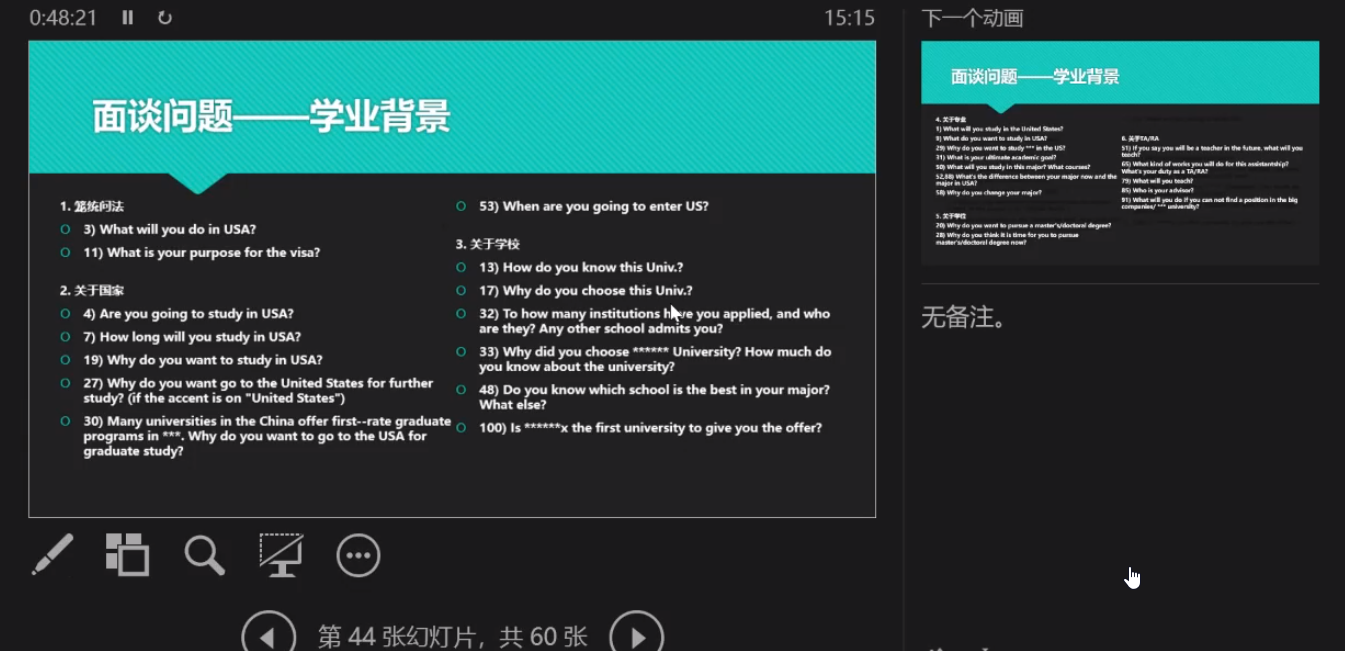 0:48:21
15:15
下一个动画
面谈问题——学业背景
1. 笼统问法
3) What will you do in USA?
11) What is your purpose for the visa?
2. 关于国家
4) Are you going to study in USA?
7) How long will you study in USA?
19) Why do you want to study in USA?
27) Why do you want go to the United States for further
study? (if the accent is on "United States")
30) Many universities in the China offer first--rate graduate
programs in ***. Why do you want to go to the USA for
graduate study?
53) When are you going to enter US?
3. 关于学校
13) How do you know this Univ.?
17) Why do you choose this Univ.?
32) To how many institutions have you applied, and who
are they? Any other school admits you?
33) Why did you choose ****** University? How much do
you know about the university?
48) Do you know which school is the best in your major?
What else?
100) Is ******x the first university to give you the offer?
面谈问题——学业背景
4. 关于专业
3) What will you study in the United States?
8) What do you want to study in USA?
29) Why do you want to study *** in the US?
31) What is your ultimate academic goal?
50) What will you study in this major? What courses?
52,88) What's the difference between your major now and the
major in USA?
58) Why do you change your major?
5. 关于学位
20) Why do you want to pursue a master's/doctoral degree?
28) Why do you think it is time for you to pursue
master's/doctoral degree now?
6. 关于TA/RA
51) If you say you will be a teacher in the future, what will you
teach?
65) What kind of works you will do for this assistantship?
What's your duty as a TA/RA?
79) What will you teach?
85) Who is your advisor?
91) What will you do if you can not find a position in the big
companies/ *** university?
无备注。
第 44 张幻灯片，共 60 张